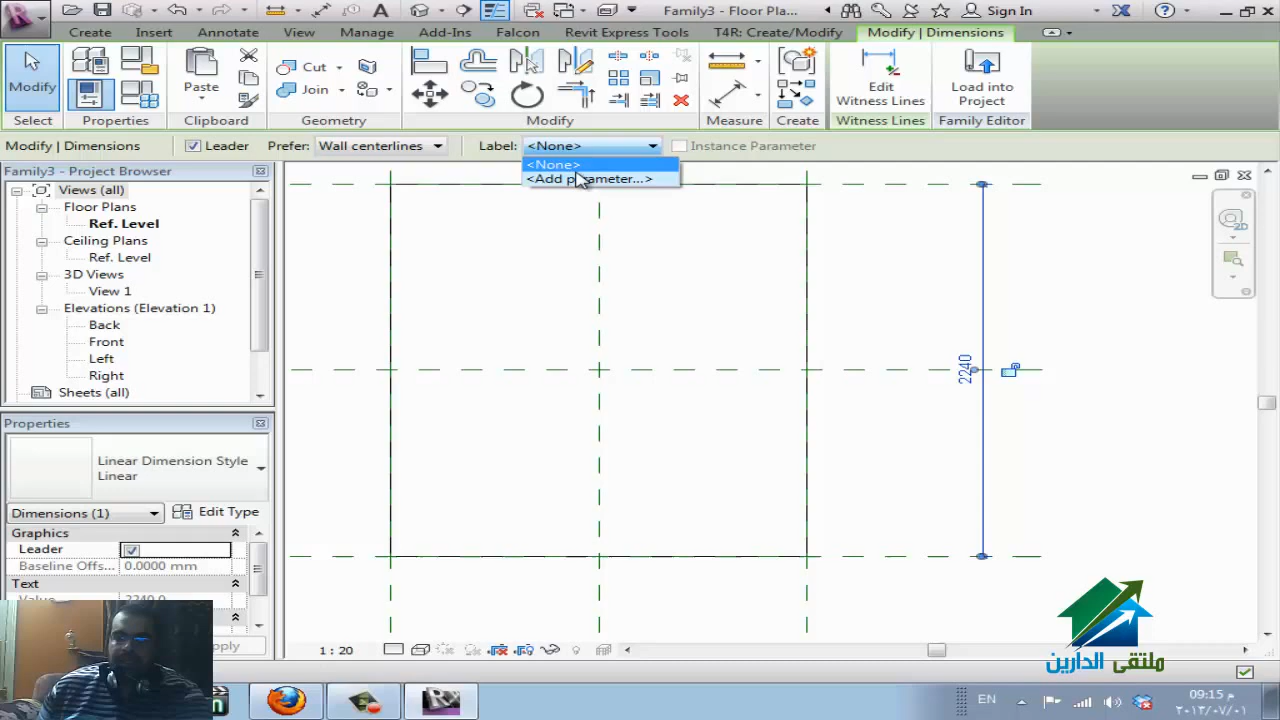 Family3 - Floor Pla...
Sign In
Create
Insert
Annotate
View
Manage
Add-Ins
Falcon
Revit Express Tools
T4R: Create/Modify
Modify | Dimensions
Modify
Paste
Cut
Join
Edit
Witness Lines
Load into
Project
Select
Properties
Clipboard
Geometry
Modify
Measure
Create
Witness Lines
Family Editor
Modify | Dimensions
Leader
Prefer:
Wall centerlines
Label:
<None>
Instance Parameter
<None>
<Add parameter...>
Family3 - Project Browser
Views (all)
Floor Plans
Ref. Level
Ceiling Plans
Ref. Level
3D Views
View 1
Elevations (Elevation 1)
Back
Front
Left
Right
Sheets (all)
2240
2D
Properties
Linear Dimension Style
Linear
Dimensions (1)
Edit Type
Graphics
Leader
Baseline Offs...
0.0000 mm
Text
1 : 20
ملتقى الدارين
EN
09:15 م
٢٠١٣/٠٧/٠١